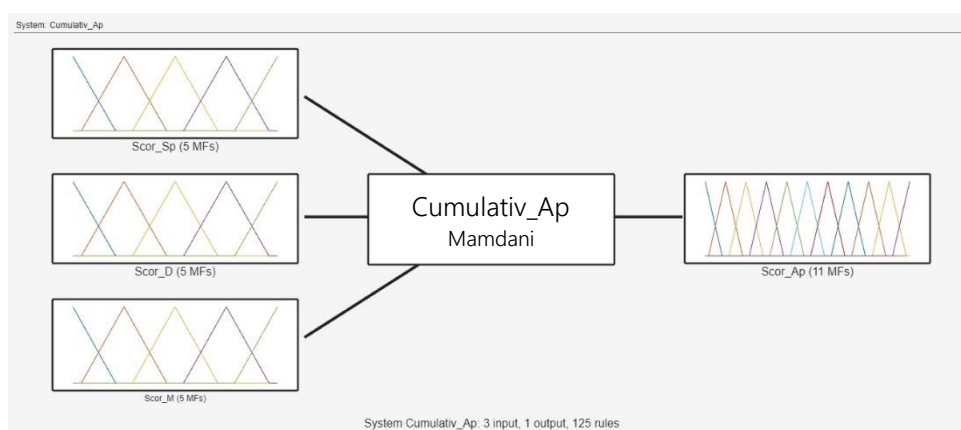 System: Cumulativ_Ap
Scor_Sp (5 MFs)
Scor_D (5 MFs)
Scor_M (5 MFs)
Cumulativ_Ap
Mamdani
Scor_Ap (11 MFs)
System Cumulativ_Ap: 3 input, 1 output, 125 rules